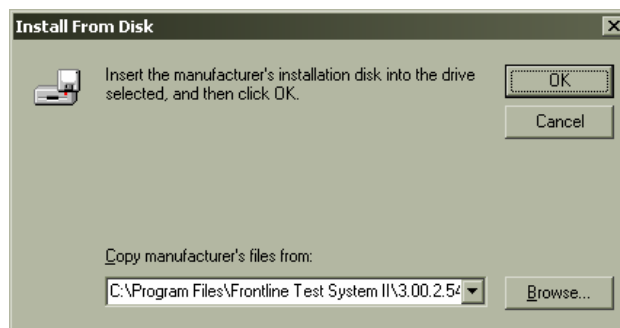 Install From Disk
Insert the manufacturer's installation disk into the drive
selected, and then click OK.
OK
Cancel
Copy manufacturer's files from:
C:\Program Files\Frontline Test System II\3.00.2.54
Browse...